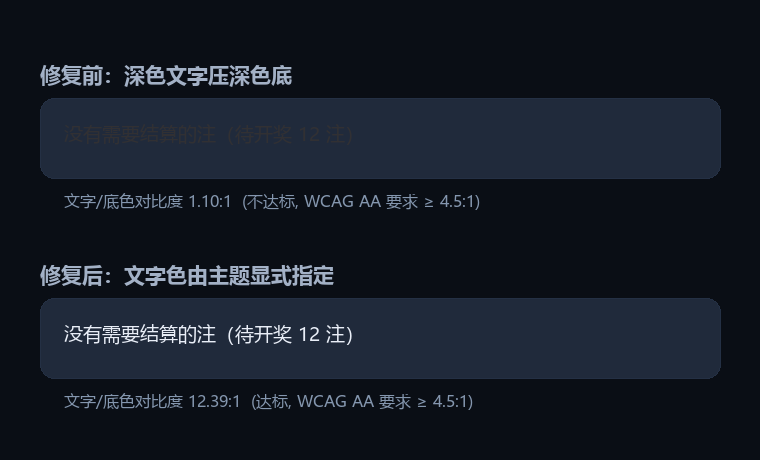 修复前：深色文字压深色底
没有需要结算的注（待开奖 12 注）
文字/底色对比度 1.10:1  (不达标, WCAG AA 要求 ≥ 4.5:1)
修复后：文字色由主题显式指定
没有需要结算的注（待开奖 12 注）
文字/底色对比度 12.39:1  (达标, WCAG AA 要求 ≥ 4.5:1)